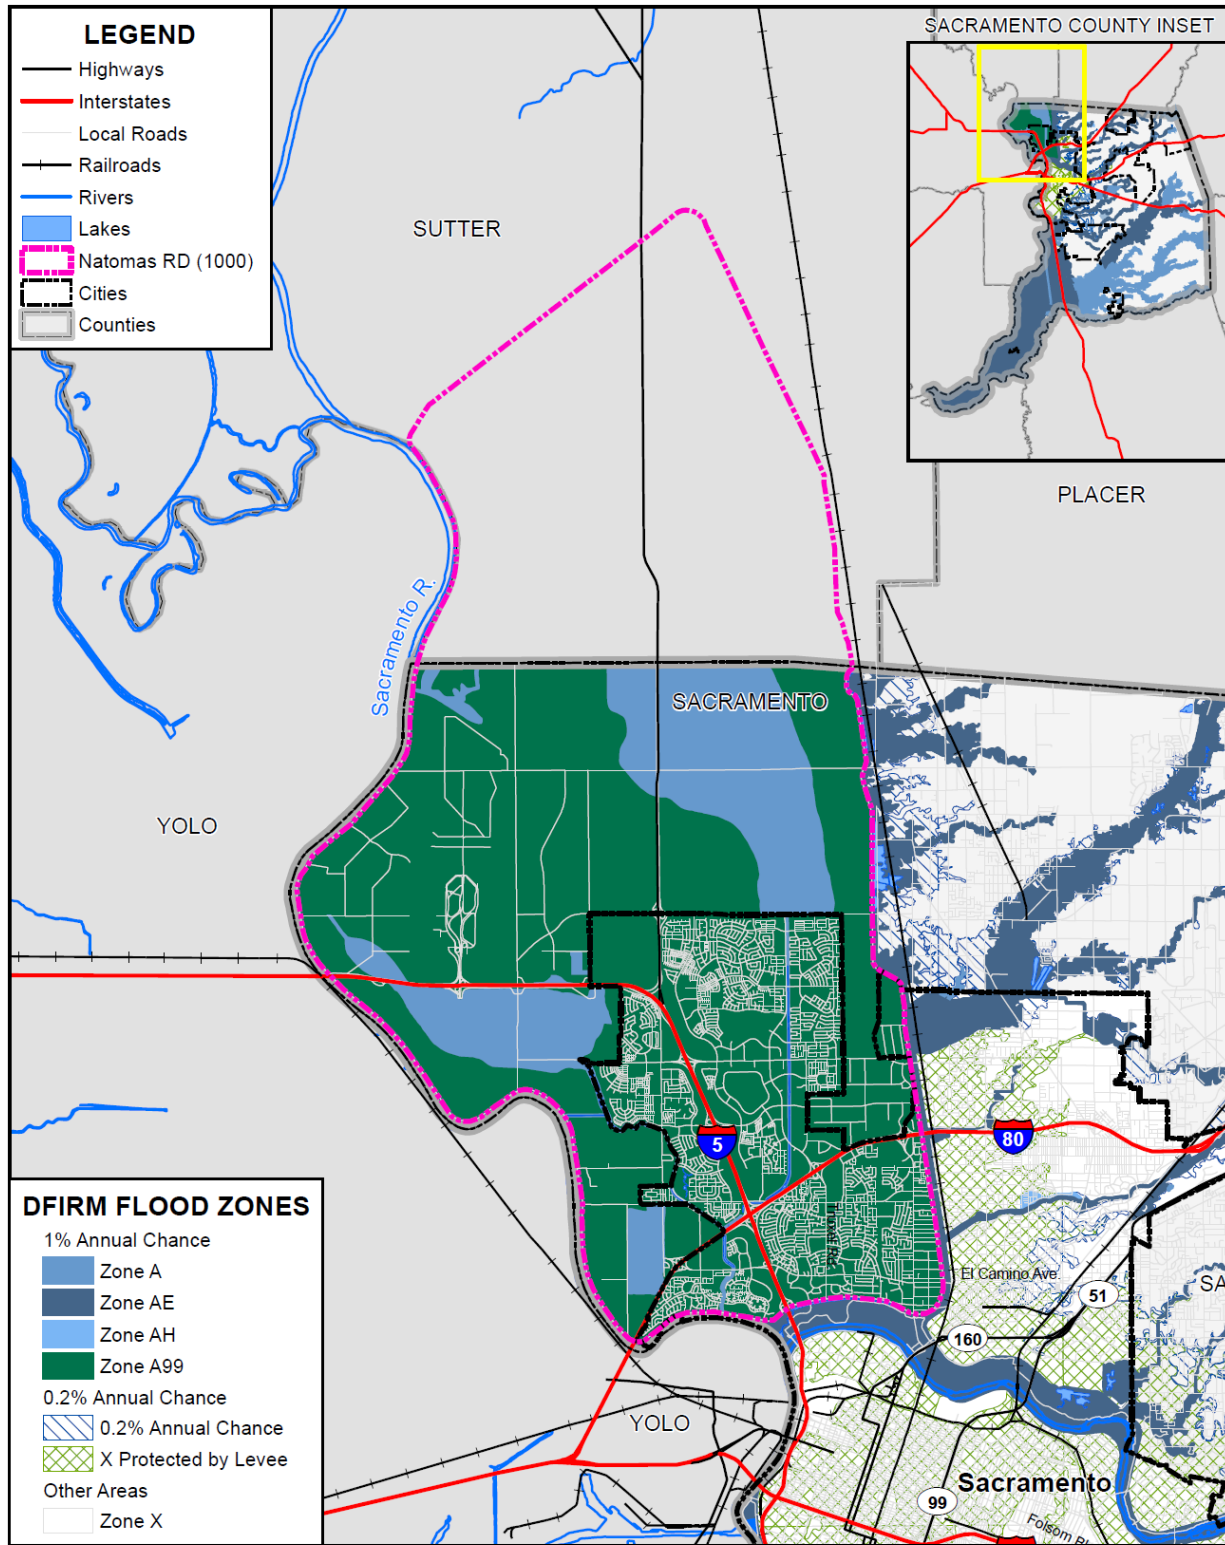 LEGEND
Highways
Interstates
Local Roads
Railroads
Rivers
Lakes
Natomas RD (1000)
Cities
Counties
SACRAMENTO COUNTY INSET
SUTTER
PLACER
Sacramento R.
SACRAMENTO
YOLO
5
80
Truxel Rd.
El Camino Ave.
51
SA
160
YOLO
Sacramento
99
Folsom Bl
DFIRM FLOOD ZONES
1% Annual Chance
Zone A
Zone AE
Zone AH
Zone A99
0.2% Annual Chance
0.2% Annual Chance
X Protected by Levee
Other Areas
Zone X